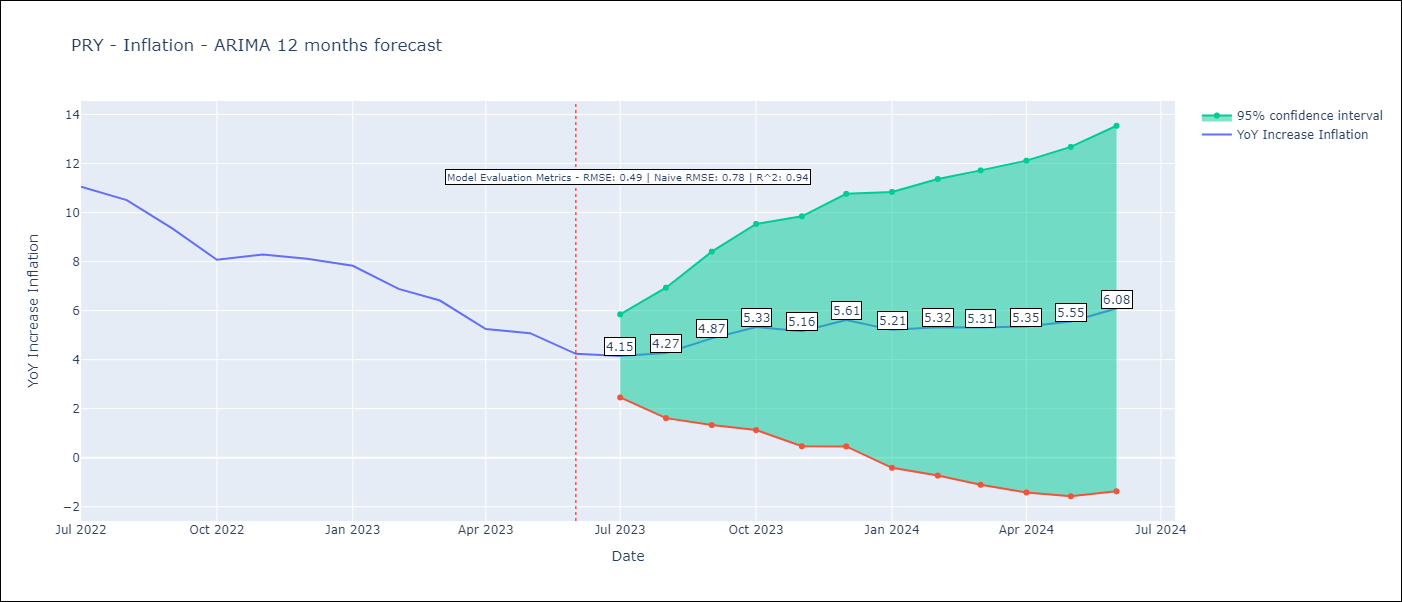 PRY - Inflation - ARIMA 12 months forecast
95% confidence interval
YoY Increase Inflation
Model Evaluation Metrics - RMSE: 0.49 | Naive RMSE: 0.78 | R^2: 0.94
YoY Increase Inflation
14
12
10
8
6
4
2
0
−2
4.15
4.27
4.87
5.33
5.16
5.61
5.21
5.32
5.31
5.35
5.55
6.08
Jul 2022
Oct 2022
Jan 2023
Apr 2023
Jul 2023
Oct 2023
Jan 2024
Apr 2024
Jul 2024
Date